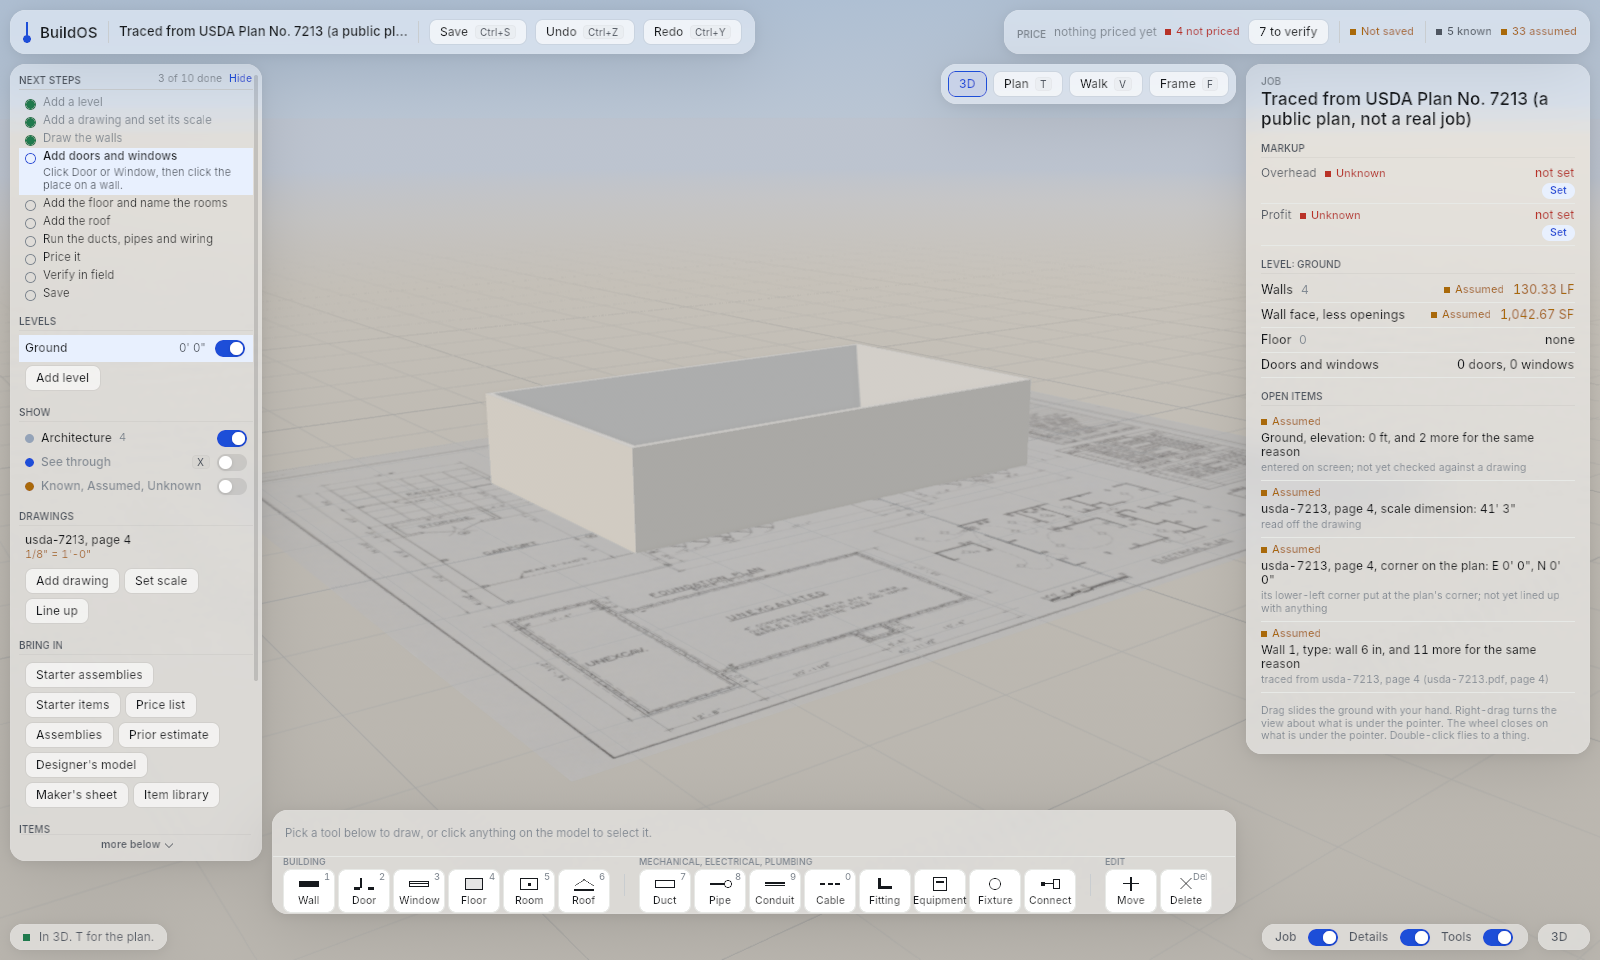 BuildOS
Traced from USDA Plan No. 7213 (a public pl...
Save Ctrl+S
Undo Ctrl+Z
Redo Ctrl+Y
PRICE nothing priced yet 4 not priced
7 to verify
Not saved
5 known 33 assumed
3D
Plan T
Walk V
Frame F
NEXT STEPS 3 of 10 done Hide
Add a level
Add a drawing and set its scale
Draw the walls
Add doors and windows
Click Door or Window, then click the
place on a wall.
Add the floor and name the rooms
Add the roof
Run the ducts, pipes and wiring
Price it
Verify in field
Save
LEVELS
Ground 0' 0"
Add level
SHOW
Architecture 4
See through X
Known, Assumed, Unknown
DRAWINGS
usda-7213, page 4
1/8" = 1'-0"
Add drawing Set scale
Line up
BRING IN
Starter assemblies
Starter items Price list
Assemblies Prior estimate
Designer's model
Maker's sheet Item library
ITEMS
more below
FOUNDATION PLAN
UNEXCAVATED
UNEXCAV.
JOB
Traced from USDA Plan No. 7213 (a
public plan, not a real job)
MARKUP
Overhead Unknown not set
Set
Profit Unknown not set
Set
LEVEL: GROUND
Walls 4 Assumed 130.33 LF
Wall face, less openings Assumed 1,042.67 SF
Floor 0 none
Doors and windows 0 doors, 0 windows
OPEN ITEMS
Assumed
Ground, elevation: 0 ft, and 2 more for the same
reason
entered on screen; not yet checked against a drawing
Assumed
usda-7213, page 4, scale dimension: 41' 3"
read off the drawing
Assumed
usda-7213, page 4, corner on the plan: E 0' 0", N 0'
0"
its lower-left corner put at the plan's corner; not yet lined up
with anything
Assumed
Wall 1, type: wall 6 in, and 11 more for the same
reason
traced from usda-7213, page 4 (usda-7213.pdf, page 4)
Drag slides the ground with your hand. Right-drag turns the
view about what is under the pointer. The wheel closes on
what is under the pointer. Double-click flies to a thing.
Pick a tool below to draw, or click anything on the model to select it.
BUILDING MECHANICAL, ELECTRICAL, PLUMBING EDIT
1 2 3 4 5 6 7 8 9 0 Del
Wall Door Window Floor Room Roof Duct Pipe Conduit Cable Fitting Equipment Fixture Connect Move Delete
In 3D. T for the plan.
Job Details Tools 3D